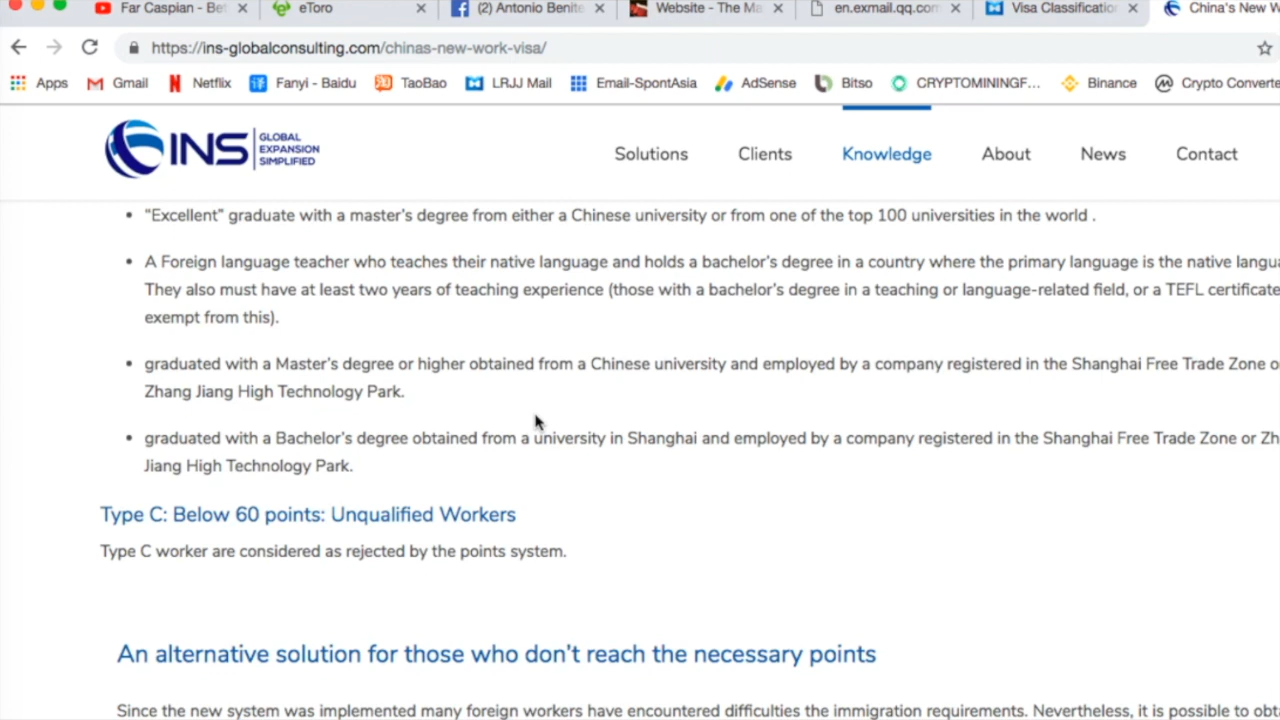 Far Caspian - Bet
eToro
(2) Antonio Benite
Website - The Ma
en.exmail.qq.com
Visa Classificatio
China's New W
https://ins-globalconsulting.com/chinas-new-work-visa/
Apps
Gmail
Netflix
Fanyi - Baidu
TaoBao
LRJJ Mail
Email-SpontAsia
AdSense
Bitso
CRYPTOMININGF...
Binance
Crypto Converte
INS
GLOBAL
EXPANSION
SIMPLIFIED
Solutions
Clients
Knowledge
About
News
Contact
• “Excellent” graduate with a master’s degree from either a Chinese university or from one of the top 100 universities in the world .
• A Foreign language teacher who teaches their native language and holds a bachelor’s degree in a country where the primary language is the native langua
They also must have at least two years of teaching experience (those with a bachelor’s degree in a teaching or language-related field, or a TEFL certificate
exempt from this).
• graduated with a Master’s degree or higher obtained from a Chinese university and employed by a company registered in the Shanghai Free Trade Zone o
Zhang Jiang High Technology Park.
• graduated with a Bachelor’s degree obtained from a university in Shanghai and employed by a company registered in the Shanghai Free Trade Zone or Zh
Jiang High Technology Park.
Type C: Below 60 points: Unqualified Workers
Type C worker are considered as rejected by the points system.
An alternative solution for those who don’t reach the necessary points
Since the new system was implemented many foreign workers have encountered difficulties the immigration requirements. Nevertheless, it is possible to obt